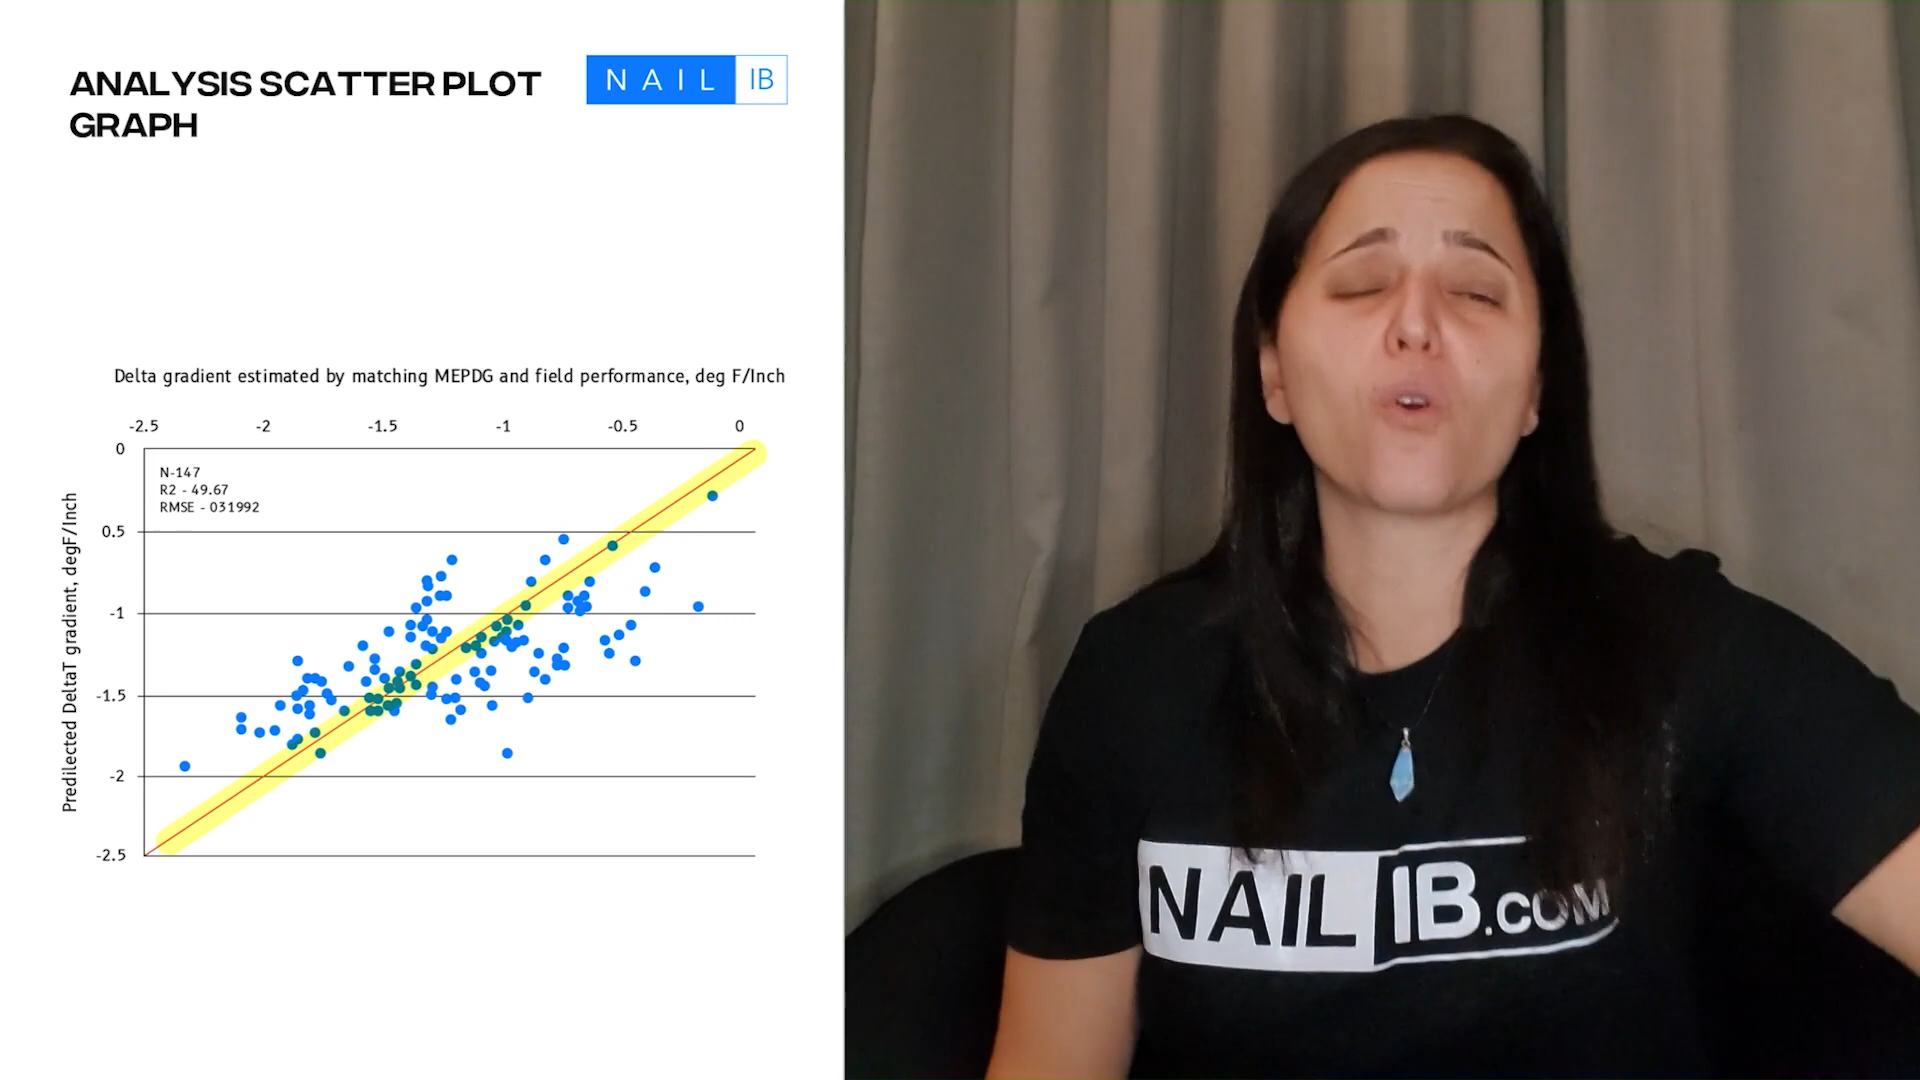 ANALYSIS SCATTER PLOT
GRAPH
NAIL IB
Delta gradient estimated by matching MEPDG and field performance, deg F/Inch
-2.5 -2 -1.5 -1 -0.5 0
0
N-147
R2 - 49.67
RMSE - 031992
0.5
-1
-1.5
-2
-2.5
Predilected DeltaT gradient, degF/Inch
NAIL IB.COM